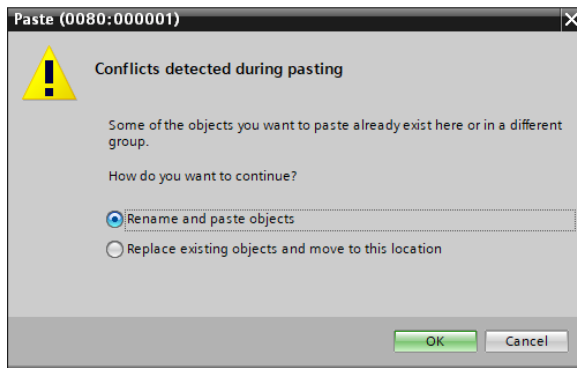 Paste (0080:000001)
Conflicts detected during pasting
Some of the objects you want to paste already exist here or in a different
group.
How do you want to continue?
Rename and paste objects
Replace existing objects and move to this location
OK
Cancel